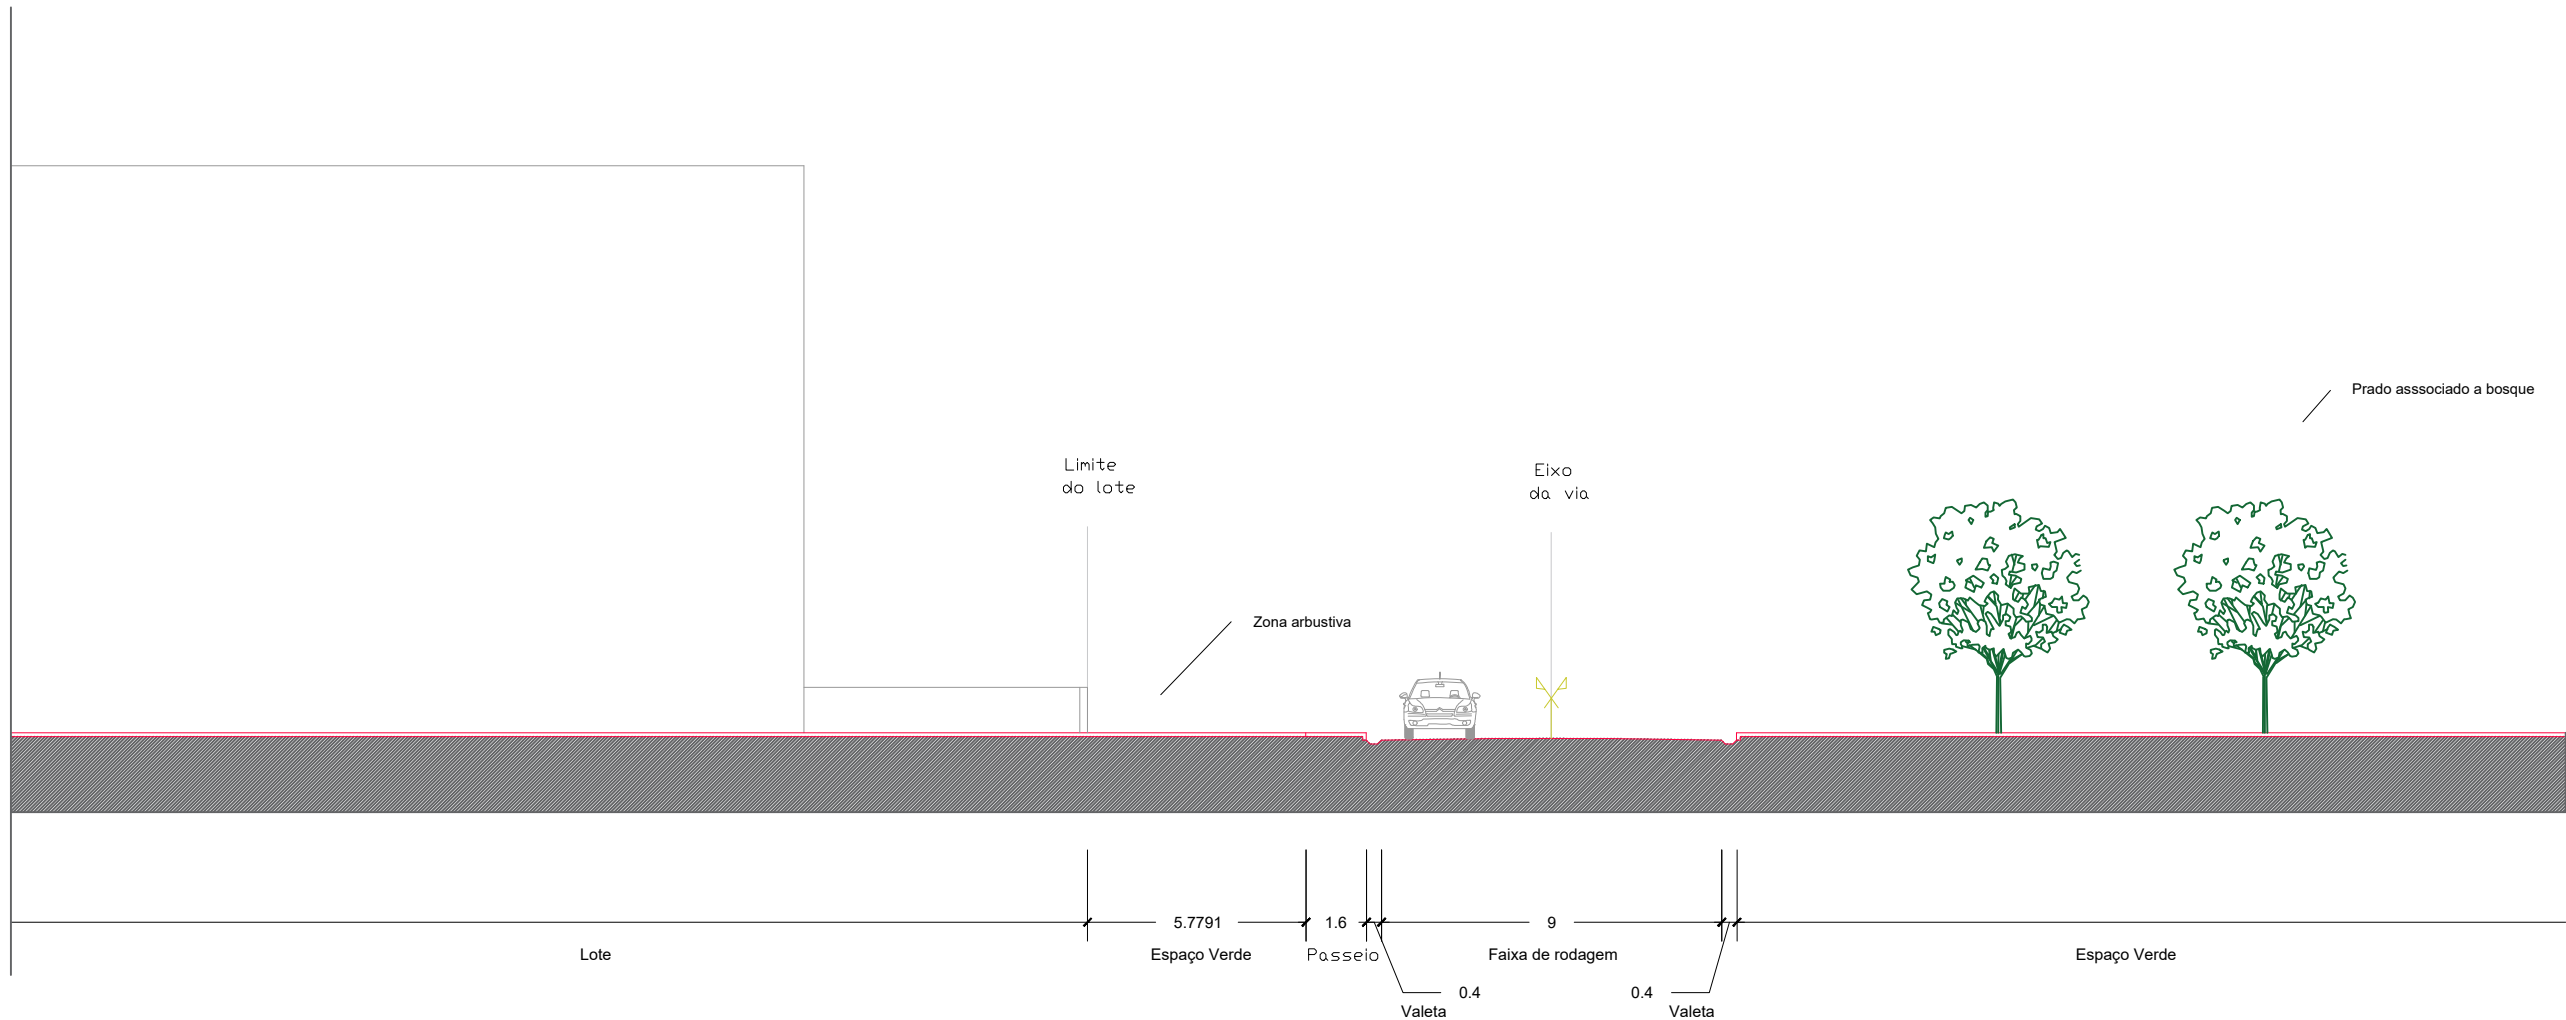 Prado asssociado a bosque
Limite
do lote
Eixo
da via
Zona arbustiva
5.7791
1.6
9
Lote
Espaço Verde
Passeio
Faixa de rodagem
Espaço Verde
0.4
0.4
Valeta
Valeta